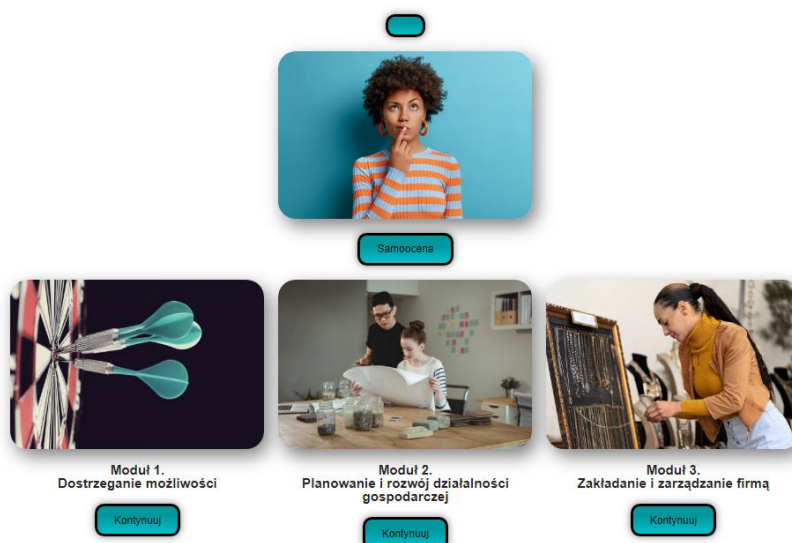 Samoocena
Moduł 1.
Dostrzeganie możliwości
Kontynuuj
Moduł 2.
Planowanie i rozwój działalności
gospodarczej
Kontynuuj
Moduł 3.
Zakładanie i zarządzanie firmą
Kontynuuj